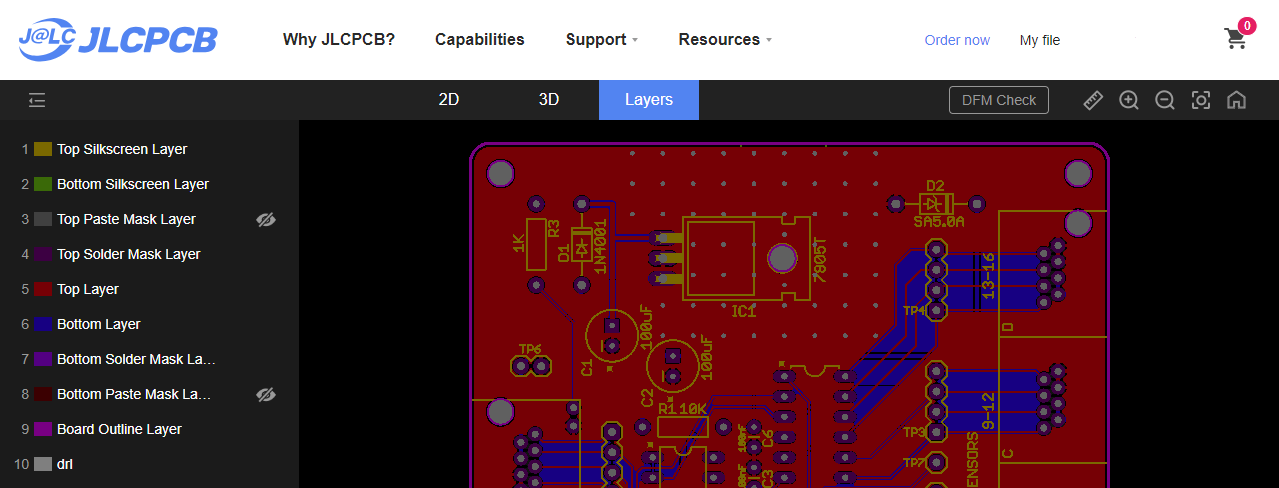 J@LC JLCPCB Why JLCPCB? Capabilities Support Resources Order now My file 0
2D 3D Layers DFM Check
1 Top Silkscreen Layer
2 Bottom Silkscreen Layer
3 Top Paste Mask Layer
4 Top Solder Mask Layer
5 Top Layer
6 Bottom Layer
7 Bottom Solder Mask La...
8 Bottom Paste Mask La...
9 Board Outline Layer
10 drl
D2
SA5.0A
1K
R3
D1
1N4001
7805T
IC1
13-16
TP4
D
100uF
C1
TP6
100uF
C2
R1 10K
C6
C3
9-12
TP3
C
TP7
ENSORS